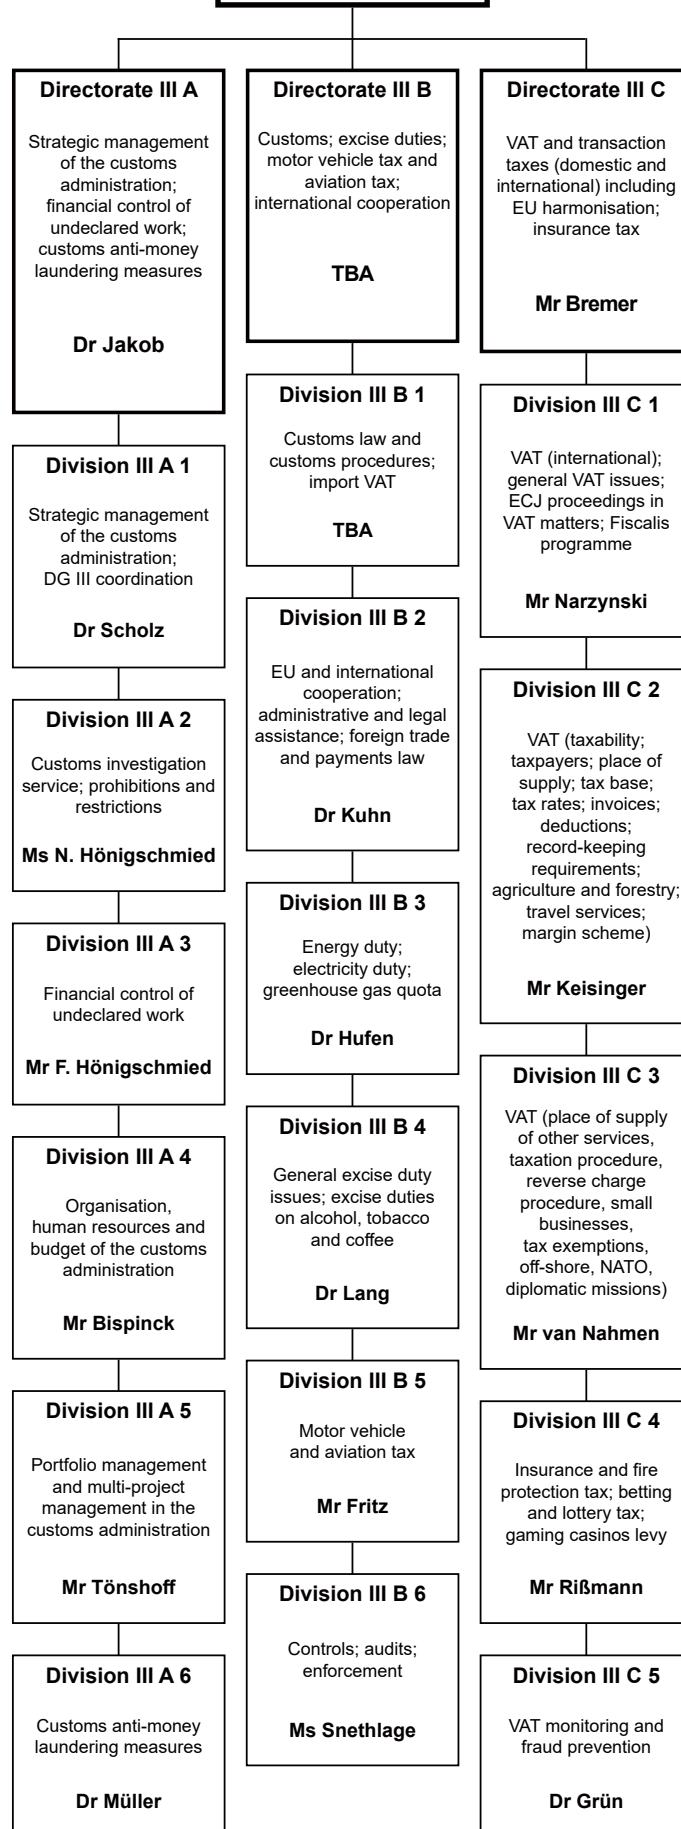 Directorate III A
Strategic management
of the customs
administration;
financial control of
undeclared work;
customs anti-money
laundering measures
Dr Jakob
Division III A 1
Strategic management
of the customs
administration;
DG III coordination
Dr Scholz
Division III A 2
Customs investigation
service; prohibitions and
restrictions
Ms N. Hönigschmied
Division III A 3
Financial control of
undeclared work
Mr F. Hönigschmied
Division III A 4
Organisation,
human resources and
budget of the customs
administration
Mr Bispinck
Division III A 5
Portfolio management
and multi-project
management in the
customs administration
Mr Tönshoff
Division III A 6
Customs anti-money
laundering measures
Dr Müller
Directorate III B
Customs; excise duties;
motor vehicle tax and
aviation tax;
international cooperation
TBA
Division III B 1
Customs law and
customs procedures;
import VAT
TBA
Division III B 2
EU and international
cooperation;
administrative and legal
assistance; foreign trade
and payments law
Dr Kuhn
Division III B 3
Energy duty;
electricity duty;
greenhouse gas quota
Dr Hufen
Division III B 4
General excise duty
issues; excise duties
on alcohol, tobacco
and coffee
Dr Lang
Division III B 5
Motor vehicle
and aviation tax
Mr Fritz
Division III B 6
Controls; audits;
enforcement
Ms Snethlage
Directorate III C
VAT and transaction
taxes (domestic and
international) including
EU harmonisation;
insurance tax
Mr Bremer
Division III C 1
VAT (international);
general VAT issues;
ECJ proceedings in
VAT matters; Fiscalis
programme
Mr Narzynski
Division III C 2
VAT (taxability;
taxpayers; place of
supply; tax base;
tax rates; invoices;
deductions;
record-keeping
requirements;
agriculture and forestry;
travel services;
margin scheme)
Mr Keisinger
Division III C 3
VAT (place of supply
of other services,
taxation procedure,
reverse charge
procedure, small
businesses,
tax exemptions,
off-shore, NATO,
diplomatic missions)
Mr van Nahmen
Division III C 4
Insurance and fire
protection tax; betting
and lottery tax;
gaming casinos levy
Mr Rißmann
Division III C 5
VAT monitoring and
fraud prevention
Dr Grün